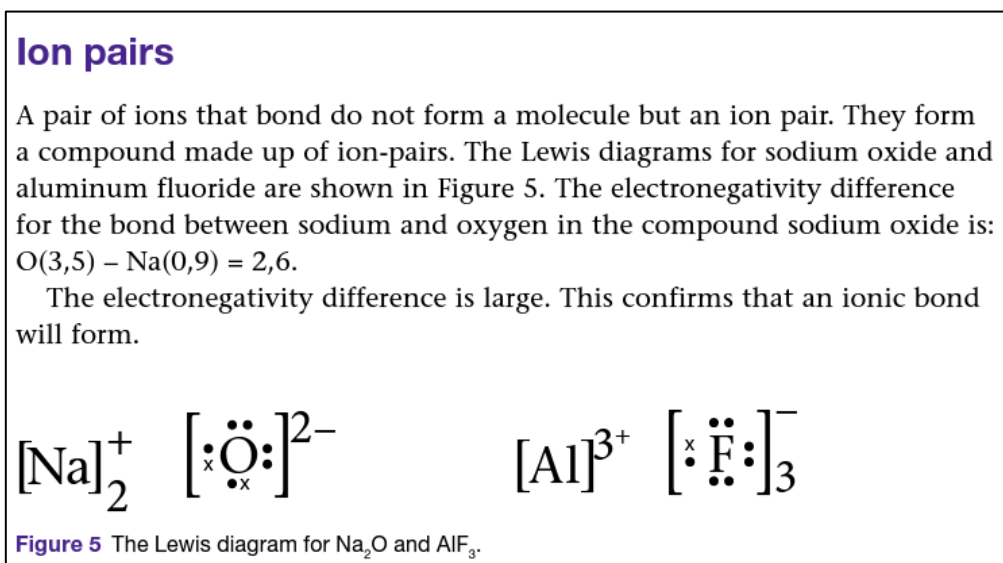 Ion pairs
A pair of ions that bond do not form a molecule but an ion pair. They form
a compound made up of ion-pairs. The Lewis diagrams for sodium oxide and
aluminum fluoride are shown in Figure 5. The electronegativity difference
for the bond between sodium and oxygen in the compound sodium oxide is:
O(3,5) – Na(0,9) = 2,6.
The electronegativity difference is large. This confirms that an ionic bond
will form.
[Na]₂⁺ [:Ö:]²⁻ [Al]³⁺ [:F:]₃⁻
Figure 5 The Lewis diagram for Na₂O and AlF₃.